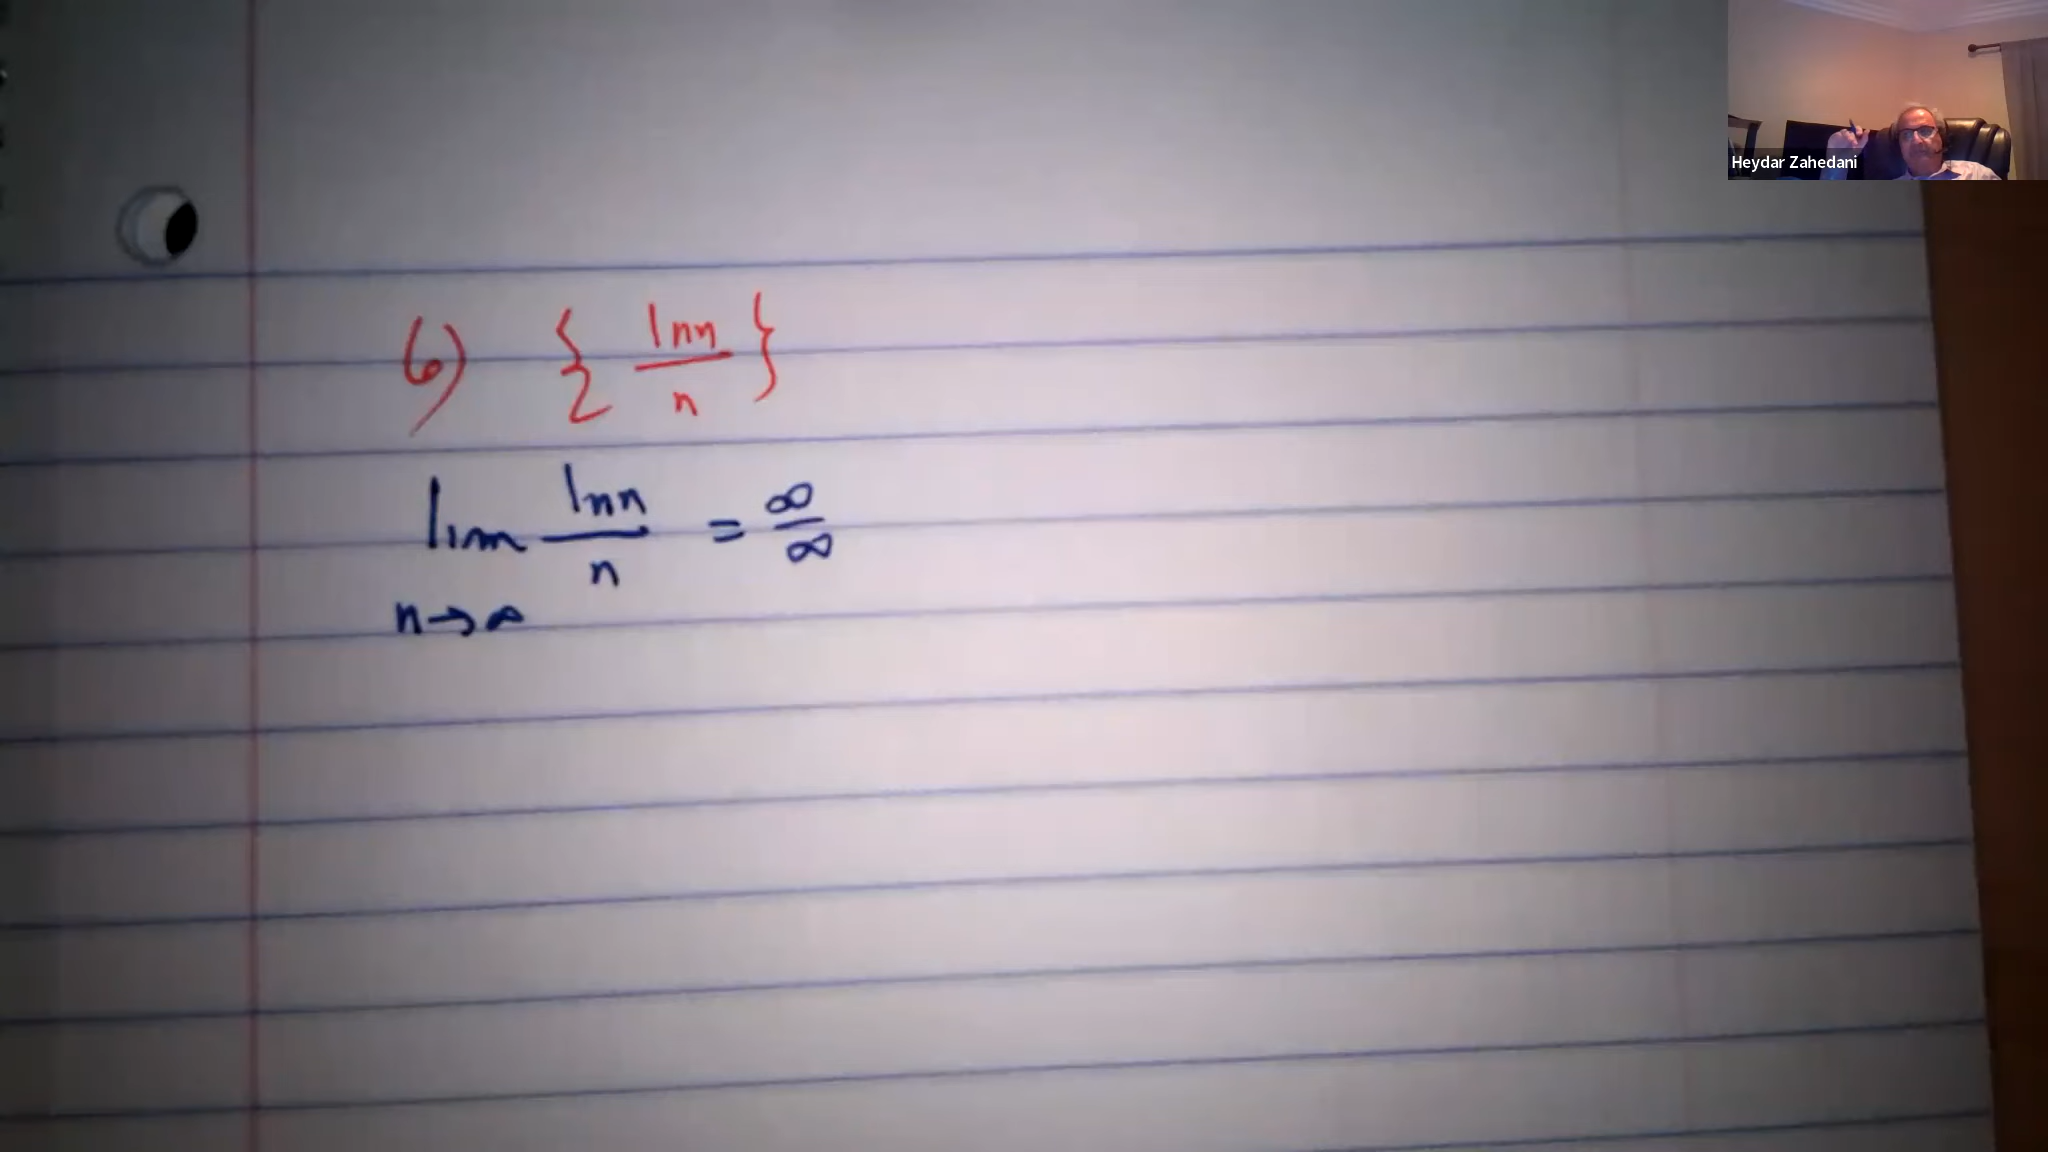 Heydar Zahedani
6) { ln n / n }
lim ln n / n = ∞ / ∞
n → ∞